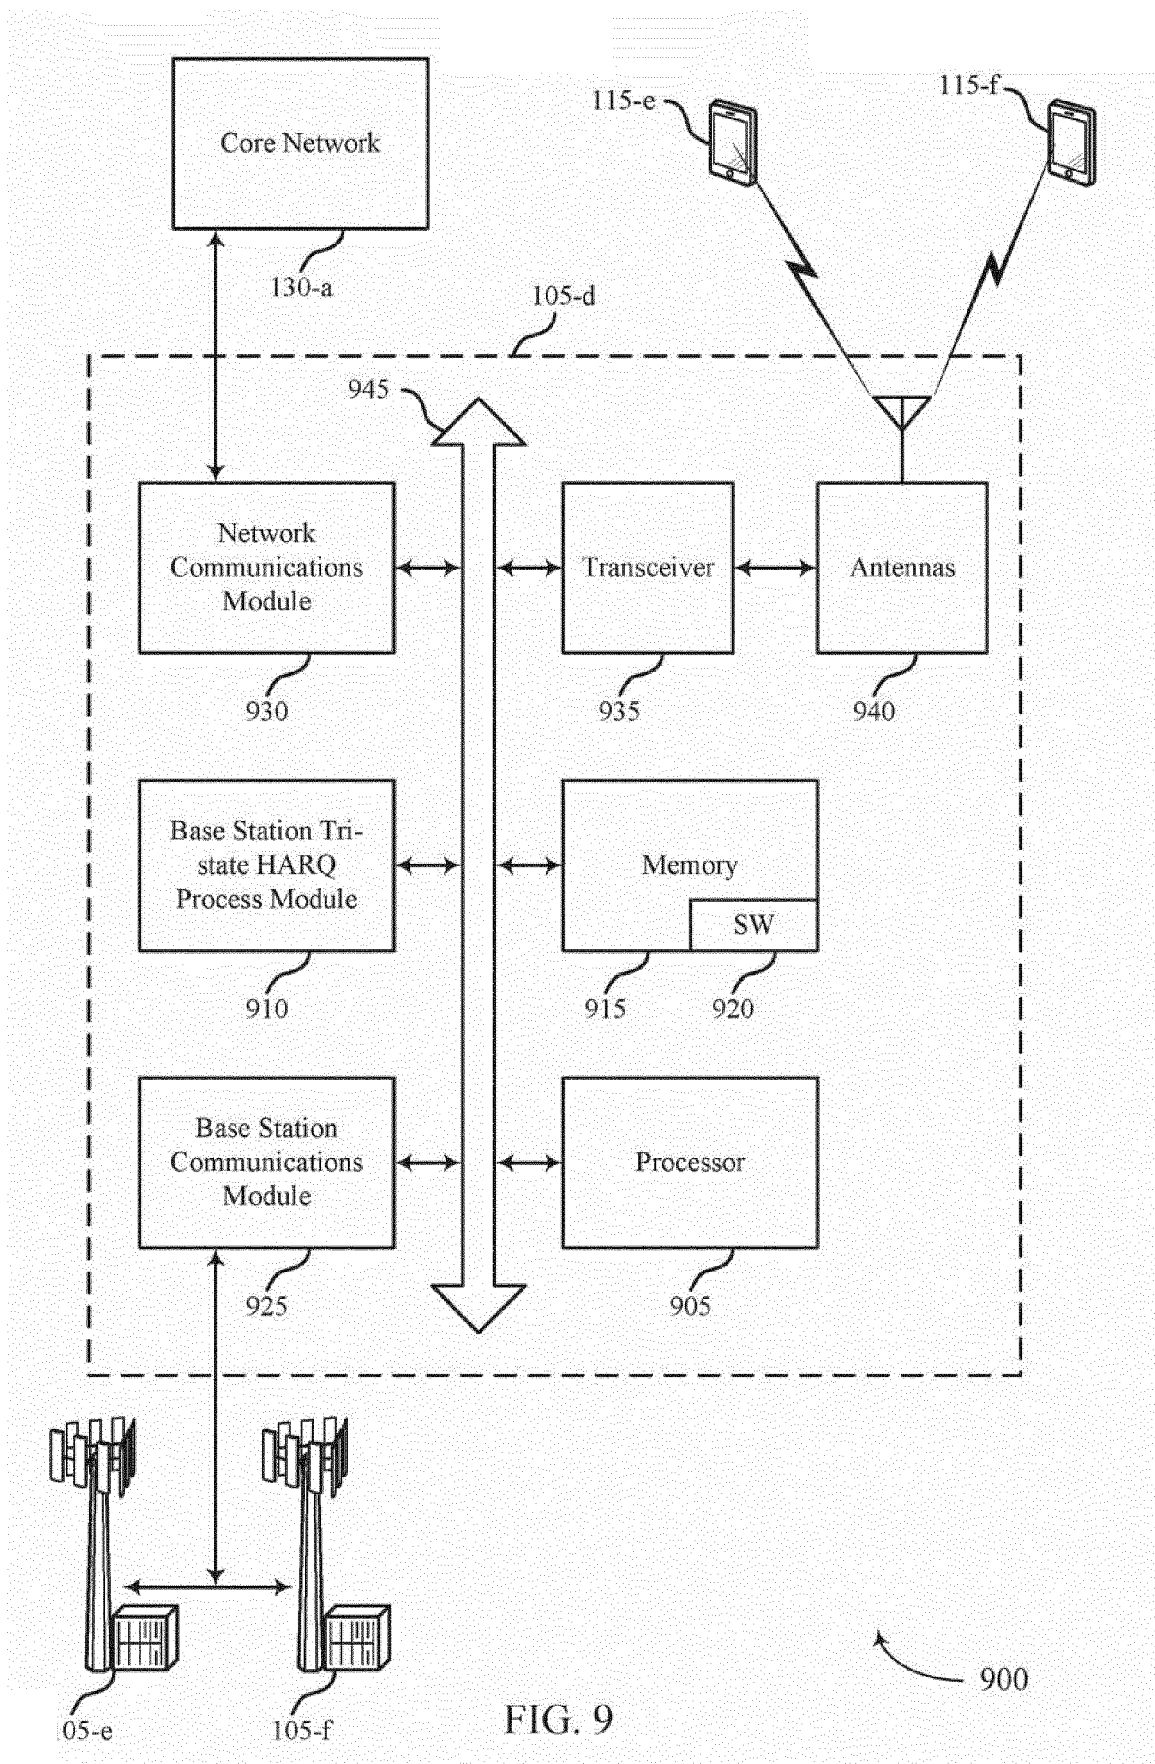 115-e
115-f
Core Network
130-a
105-d
945
Network
Communications
Module
Transceiver
Antennas
930
935
940
Base Station Tri-
state HARQ
Process Module
Memory
SW
910
915
920
Base Station
Communications
Module
Processor
925
905
05-e
105-f
900
FIG. 9